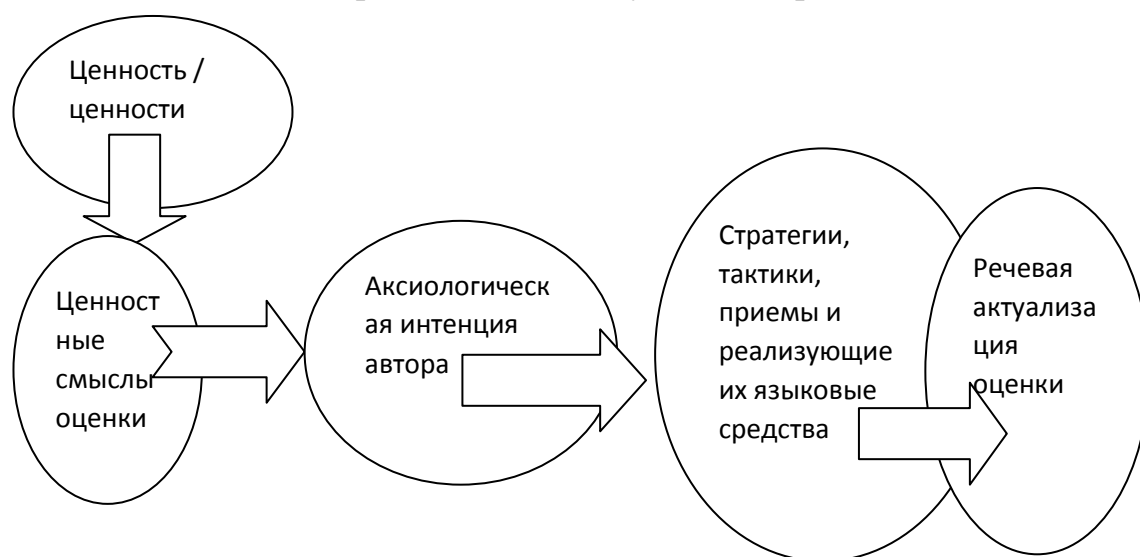 Ценность /
ценности
Ценност
ные
смыслы
оценки
Аксиологическ
ая интенция
автора
Стратегии,
тактики,
приемы и
реализующие
их языковые
средства
Речевая
актуализа
ция
оценки